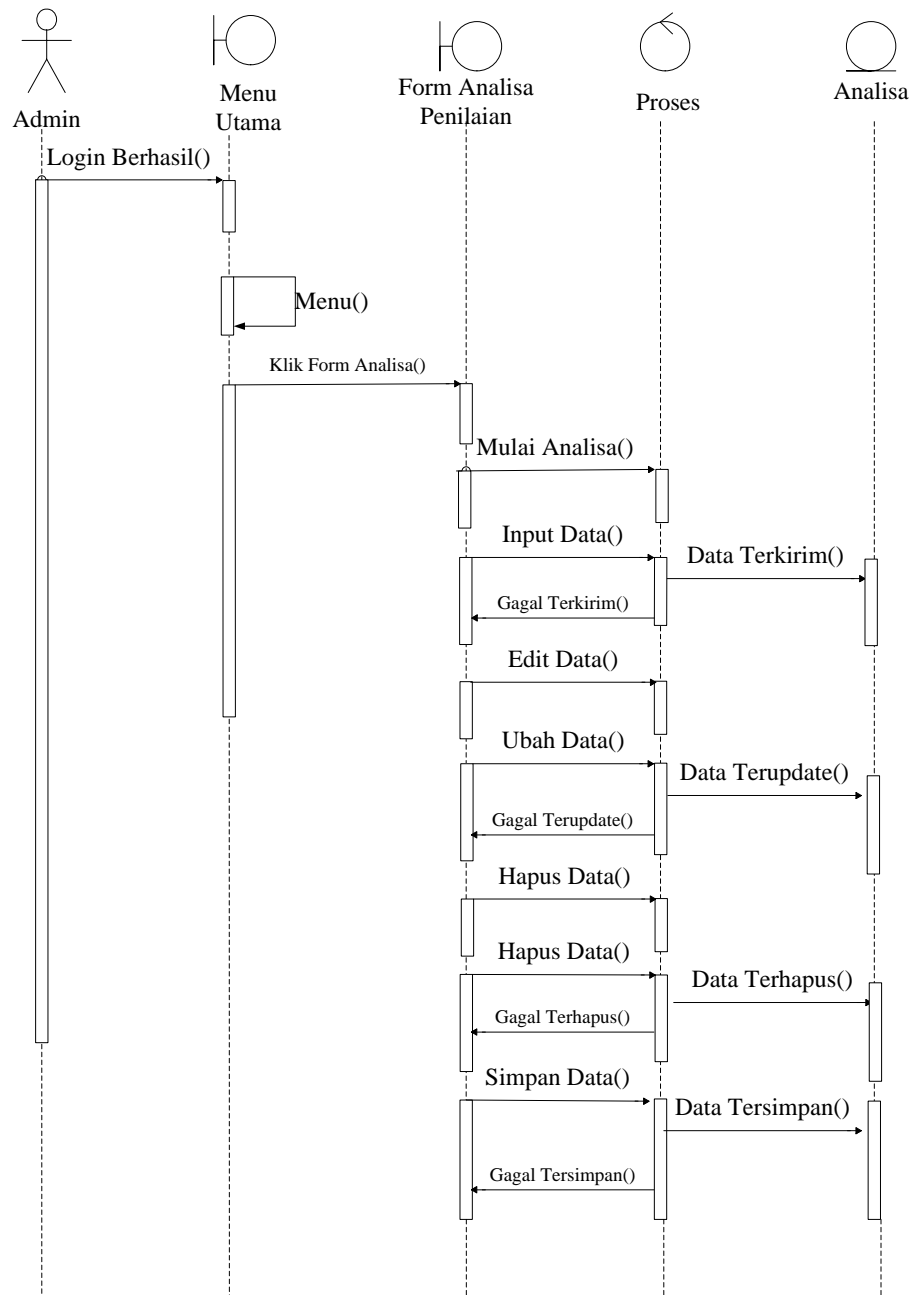 Admin
Menu
Utama
Form Analisa
Penilaian
Proses
Analisa
Login Berhasil()
Menu()
Klik Form Analisa()
Mulai Analisa()
Input Data()
Data Terkirim()
Gagal Terkirim()
Edit Data()
Ubah Data()
Data Terupdate()
Gagal Terupdate()
Hapus Data()
Hapus Data()
Data Terhapus()
Gagal Terhapus()
Simpan Data()
Data Tersimpan()
Gagal Tersimpan()